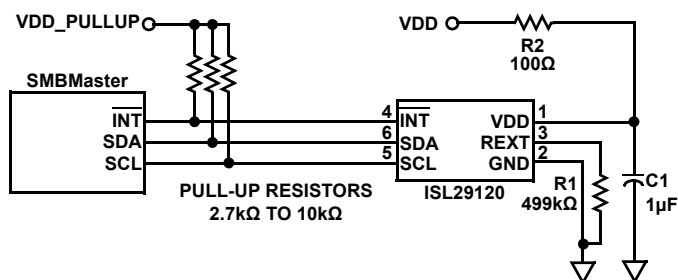 VDD_PULLUP
VDD
R2
100Ω
SMBMaster
INT
SDA
SCL
4
6
5
INT
SDA
SCL
VDD
REXT
GND
1
3
2
ISL29120
PULL-UP RESISTORS
2.7kΩ TO 10kΩ
R1
499kΩ
C1
1µF